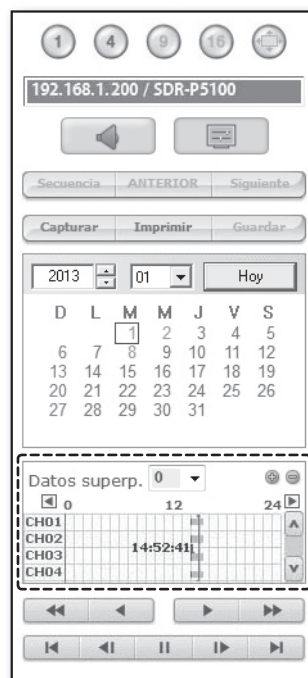 1 4 9 16
192.168.1.200 / SDR-P5100
Secuencia ANTERIOR Siguiente
Capturar Imprimir Guardar
2013 01 Hoy
D L M M J V S
1 2 3 4 5
6 7 8 9 10 11 12
13 14 15 16 17 18 19
20 21 22 23 24 25 26
27 28 29 30 31
Datos superp. 0
0 12 24
CH01
CH02
14:52:41
CH03
CH04